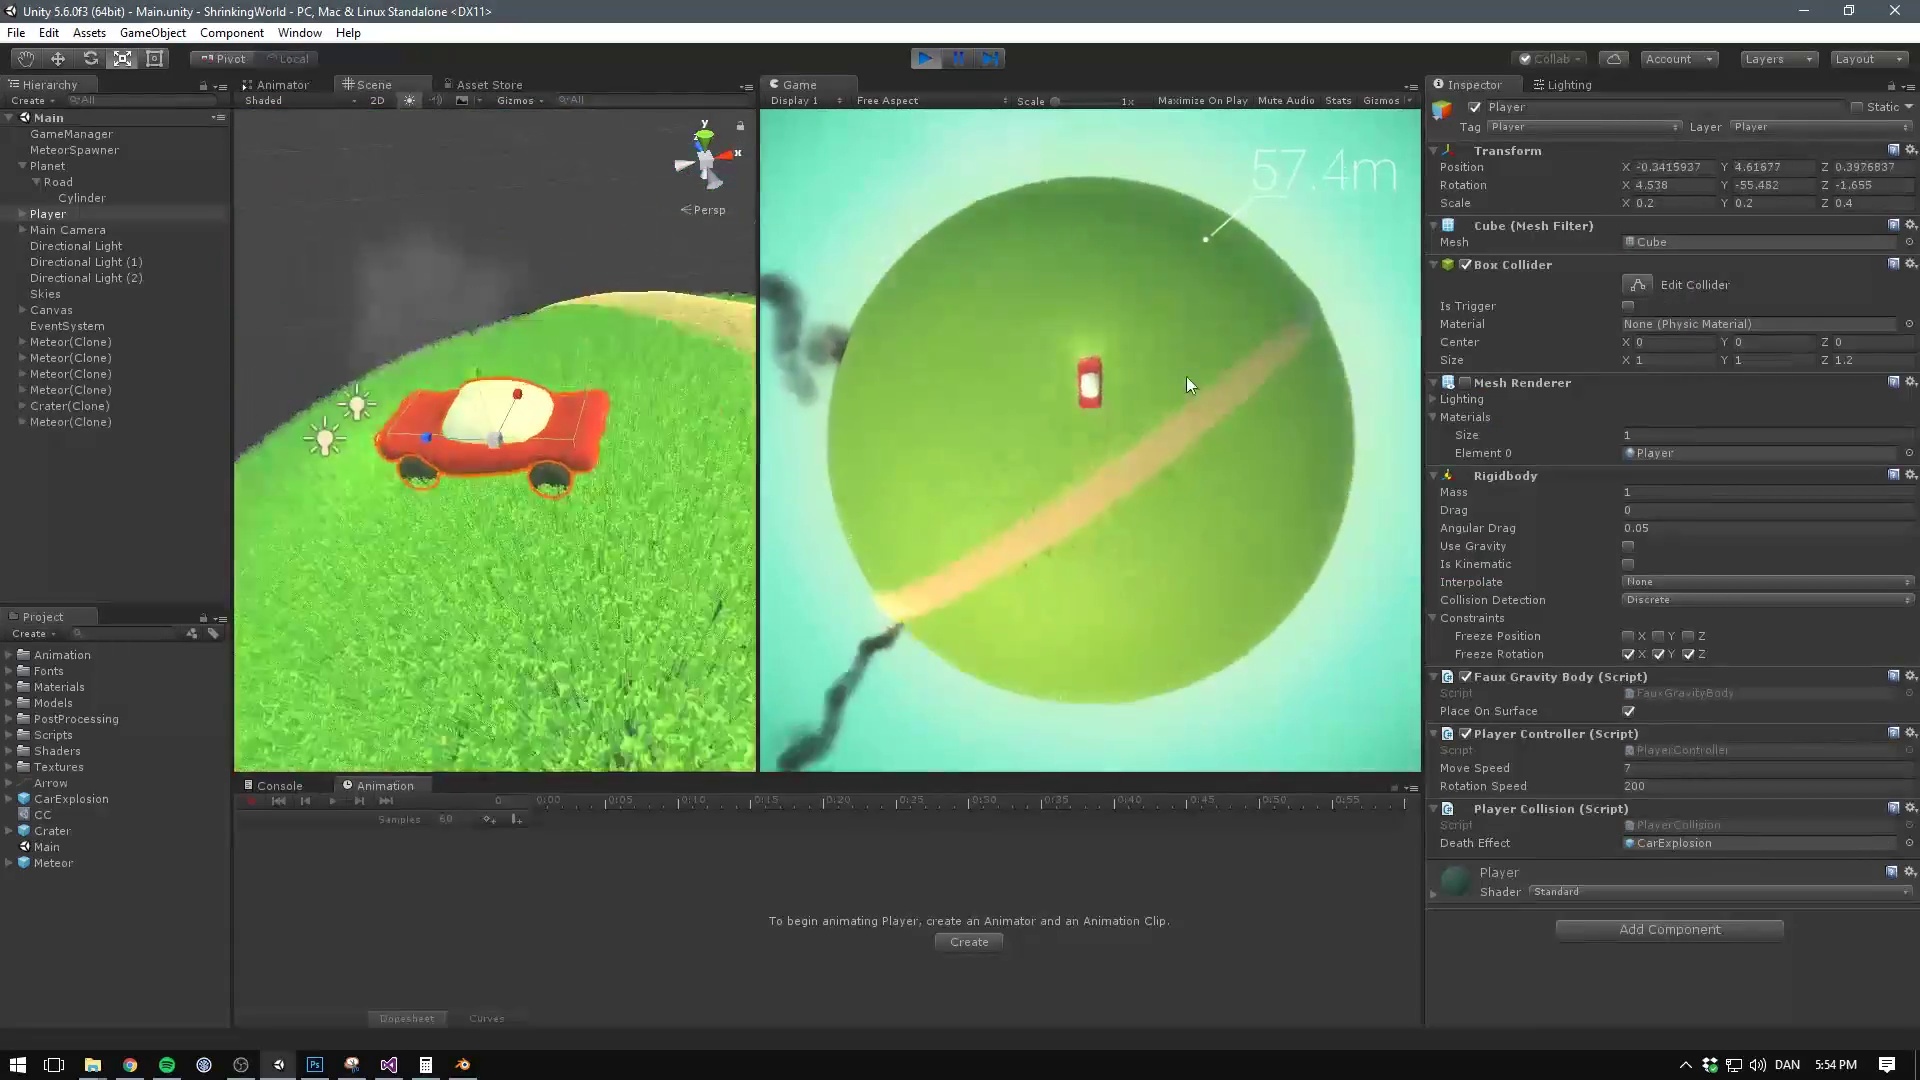 Unity 5.6.0f3 (64bit) - Main.unity - ShrinkingWorld - PC, Mac & Linux Standalone <DX11>
File Edit Assets GameObject Component Window Help
Pivot Local Collab Account Layers Layout
Hierarchy
Create All
Main
GameManager
MeteorSpawner
Planet
Road
Cylinder
Player
Main Camera
Directional Light
Directional Light (1)
Directional Light (2)
Skies
Canvas
EventSystem
Meteor(Clone)
Meteor(Clone)
Meteor(Clone)
Meteor(Clone)
Crater(Clone)
Meteor(Clone)
Project
Create
Animation
Fonts
Materials
Models
PostProcessing
Scripts
Shaders
Textures
Arrow
CarExplosion
CC
Crater
Main
Meteor
Animator Scene Asset Store
Shaded 2D Gizmos All
y
z
x
Persp
Game
Display 1 Free Aspect Scale 1x Maximize On Play Mute Audio Stats Gizmos
57.4m
Console Animation
0 0:00 0:05 0:10 0:15 0:20 0:25 0:30 0:35 0:40 0:45 0:50 0:55
Samples 60
To begin animating Player, create an Animator and an Animation Clip.
Create
Dopesheet Curves
Inspector Lighting
Player Static
Tag Player Layer Player
Transform
Position X -0.3415937 Y 4.61677 Z 0.3976837
Rotation X 4.538 Y -55.482 Z -1.655
Scale X 0.2 Y 0.2 Z 0.4
Cube (Mesh Filter)
Mesh Cube
Box Collider
Edit Collider
Is Trigger
Material None (Physic Material)
Center X 0 Y 0 Z 0
Size X 1 Y 1 Z 1.2
Mesh Renderer
Lighting
Materials
Size 1
Element 0 Player
Rigidbody
Mass 1
Drag 0
Angular Drag 0.05
Use Gravity
Is Kinematic
Interpolate None
Collision Detection Discrete
Constraints
Freeze Position X Y Z
Freeze Rotation X Y Z
Faux Gravity Body (Script)
Script FauxGravityBody
Place On Surface
Player Controller (Script)
Script PlayerController
Move Speed 7
Rotation Speed 200
Player Collision (Script)
Script PlayerCollision
Death Effect CarExplosion
Player
Shader Standard
Add Component
DAN 5:54 PM